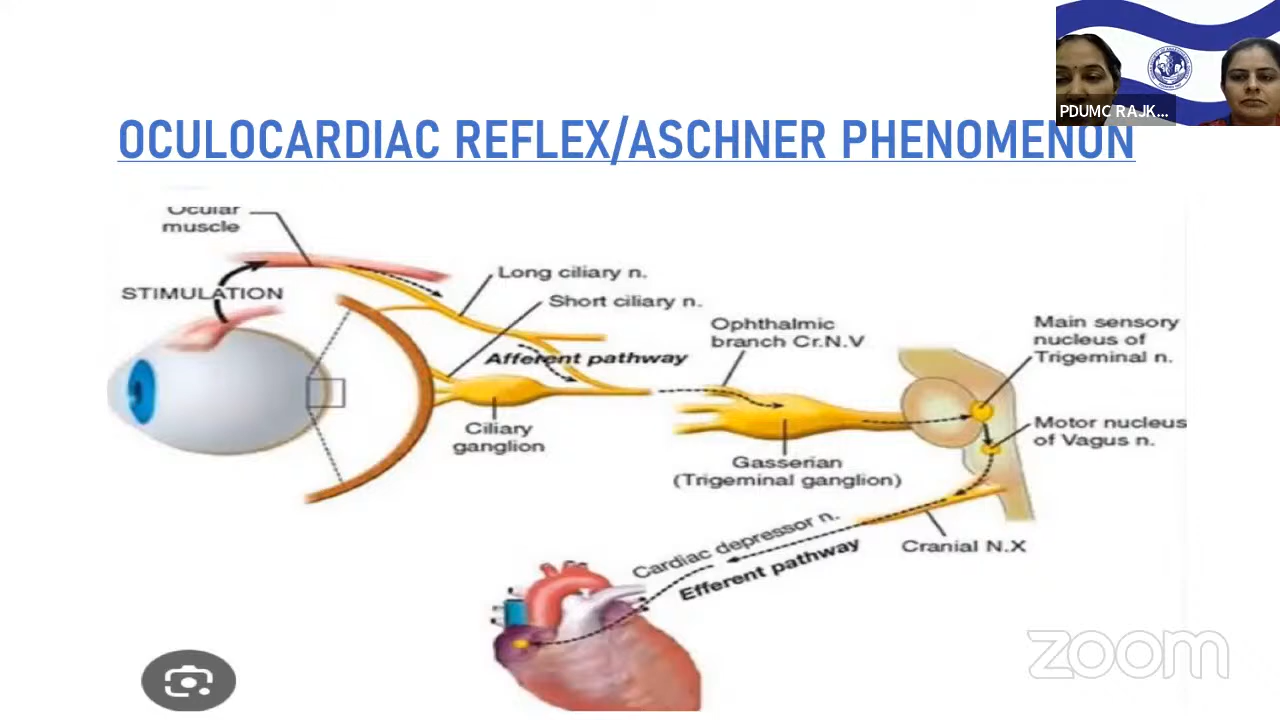 PDUMC RAJK...
OCULOCARDIAC REFLEX/ASCHNER PHENOMENON
Ocular
muscle
STIMULATION
Long ciliary n.
Short ciliary n.
Afferent pathway
Ciliary
ganglion
Ophthalmic
branch Cr.N.V
Gasserian
(Trigeminal ganglion)
Main sensory
nucleus of
Trigeminal n.
Motor nucleus
of Vagus n.
Cranial N.X
Cardiac depressor n.
Efferent pathway
zoom